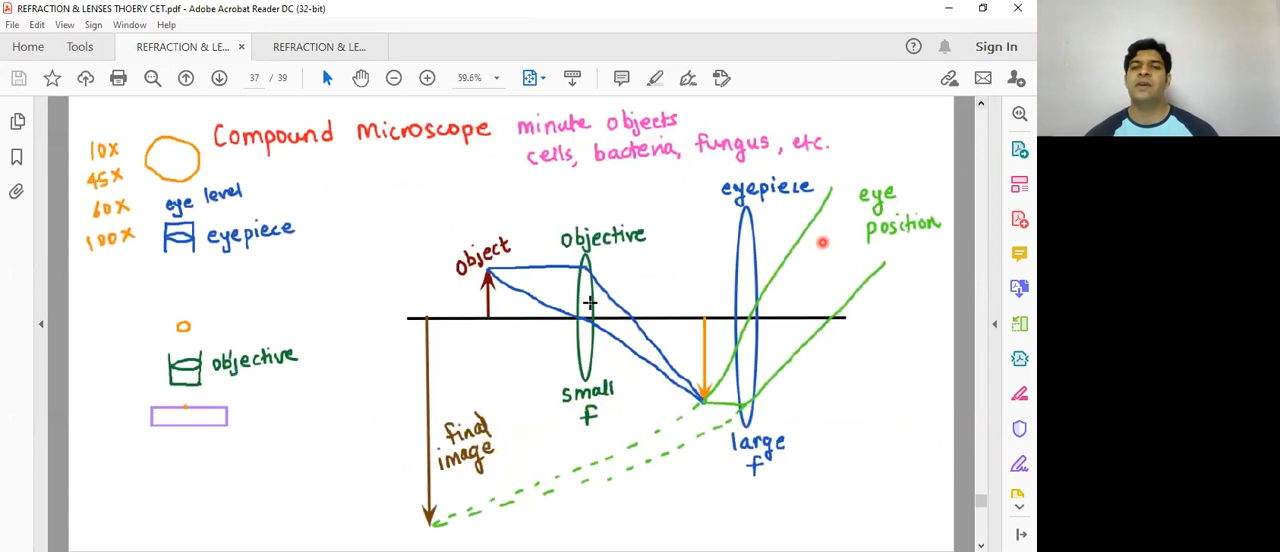 REFRACTION & LENSES THOERY CET.pdf - Adobe Acrobat Reader DC (32-bit)
File Edit View Sign Window Help
Home Tools REFRACTION & LE... × REFRACTION & LE... Sign In
37 / 39 59.6%
Compound Microscope
minute objects
cells, bacteria, fungus, etc.
10x
45x
60x
100x
eye level
eyepiece
objective
object
objective
small
f
eyepiece
large
f
eye
position
final
image